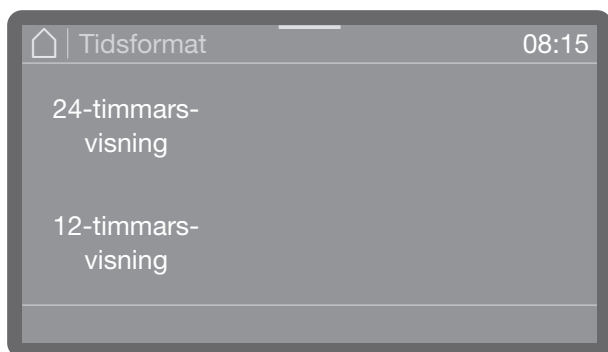 Tidsformat 08:15
24-timmars-
visning
12-timmars-
visning